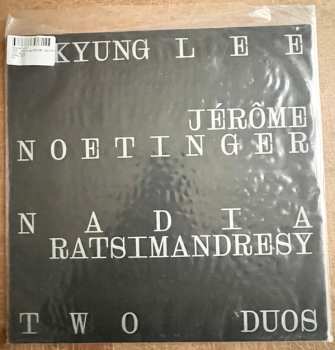 KYUNG LEE
JÉRÔME
NOETINGER
NADIA
RATSIMANDRESY
TWO DUOS